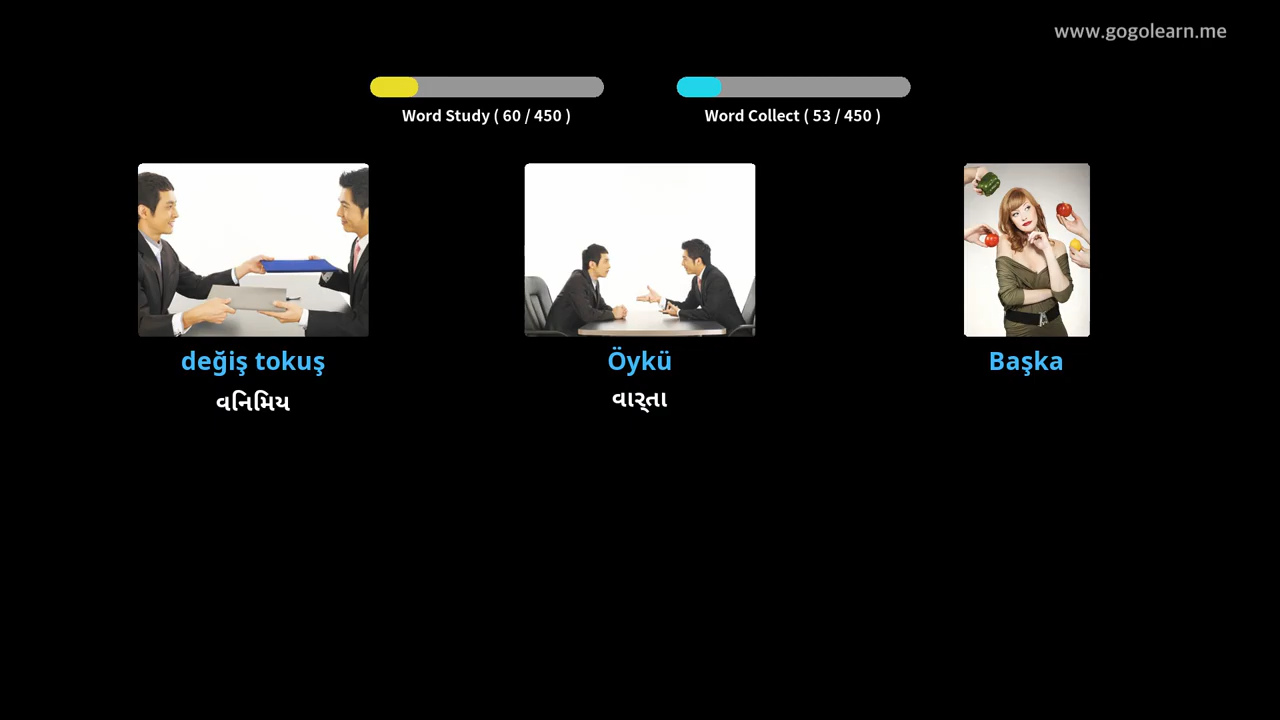 www.gogolearn.me
Word Study ( 60 / 450 )
Word Collect ( 53 / 450 )
değiş tokuş
વિનિમય
Öykü
વાર્તા
Başka